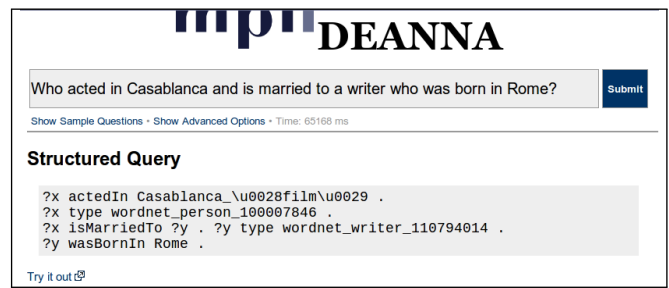 mpii DEANNA
Who acted in Casablanca and is married to a writer who was born in Rome?
Submit
Show Sample Questions • Show Advanced Options • Time: 65168 ms
Structured Query
?x actedIn Casablanca_\u0028film\u0029 .
?x type wordnet_person_100007846 .
?x isMarriedTo ?y . ?y type wordnet_writer_110794014 .
?y wasBornIn Rome .
Try it out